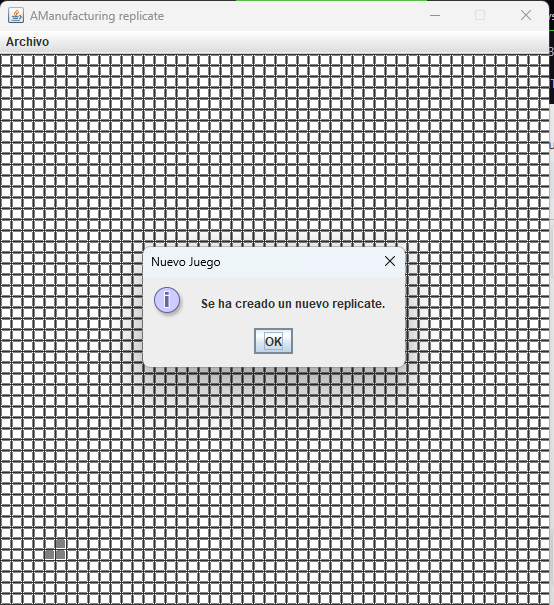 AManufacturing replicate
Archivo
Nuevo Juego
Se ha creado un nuevo replicate.
OK